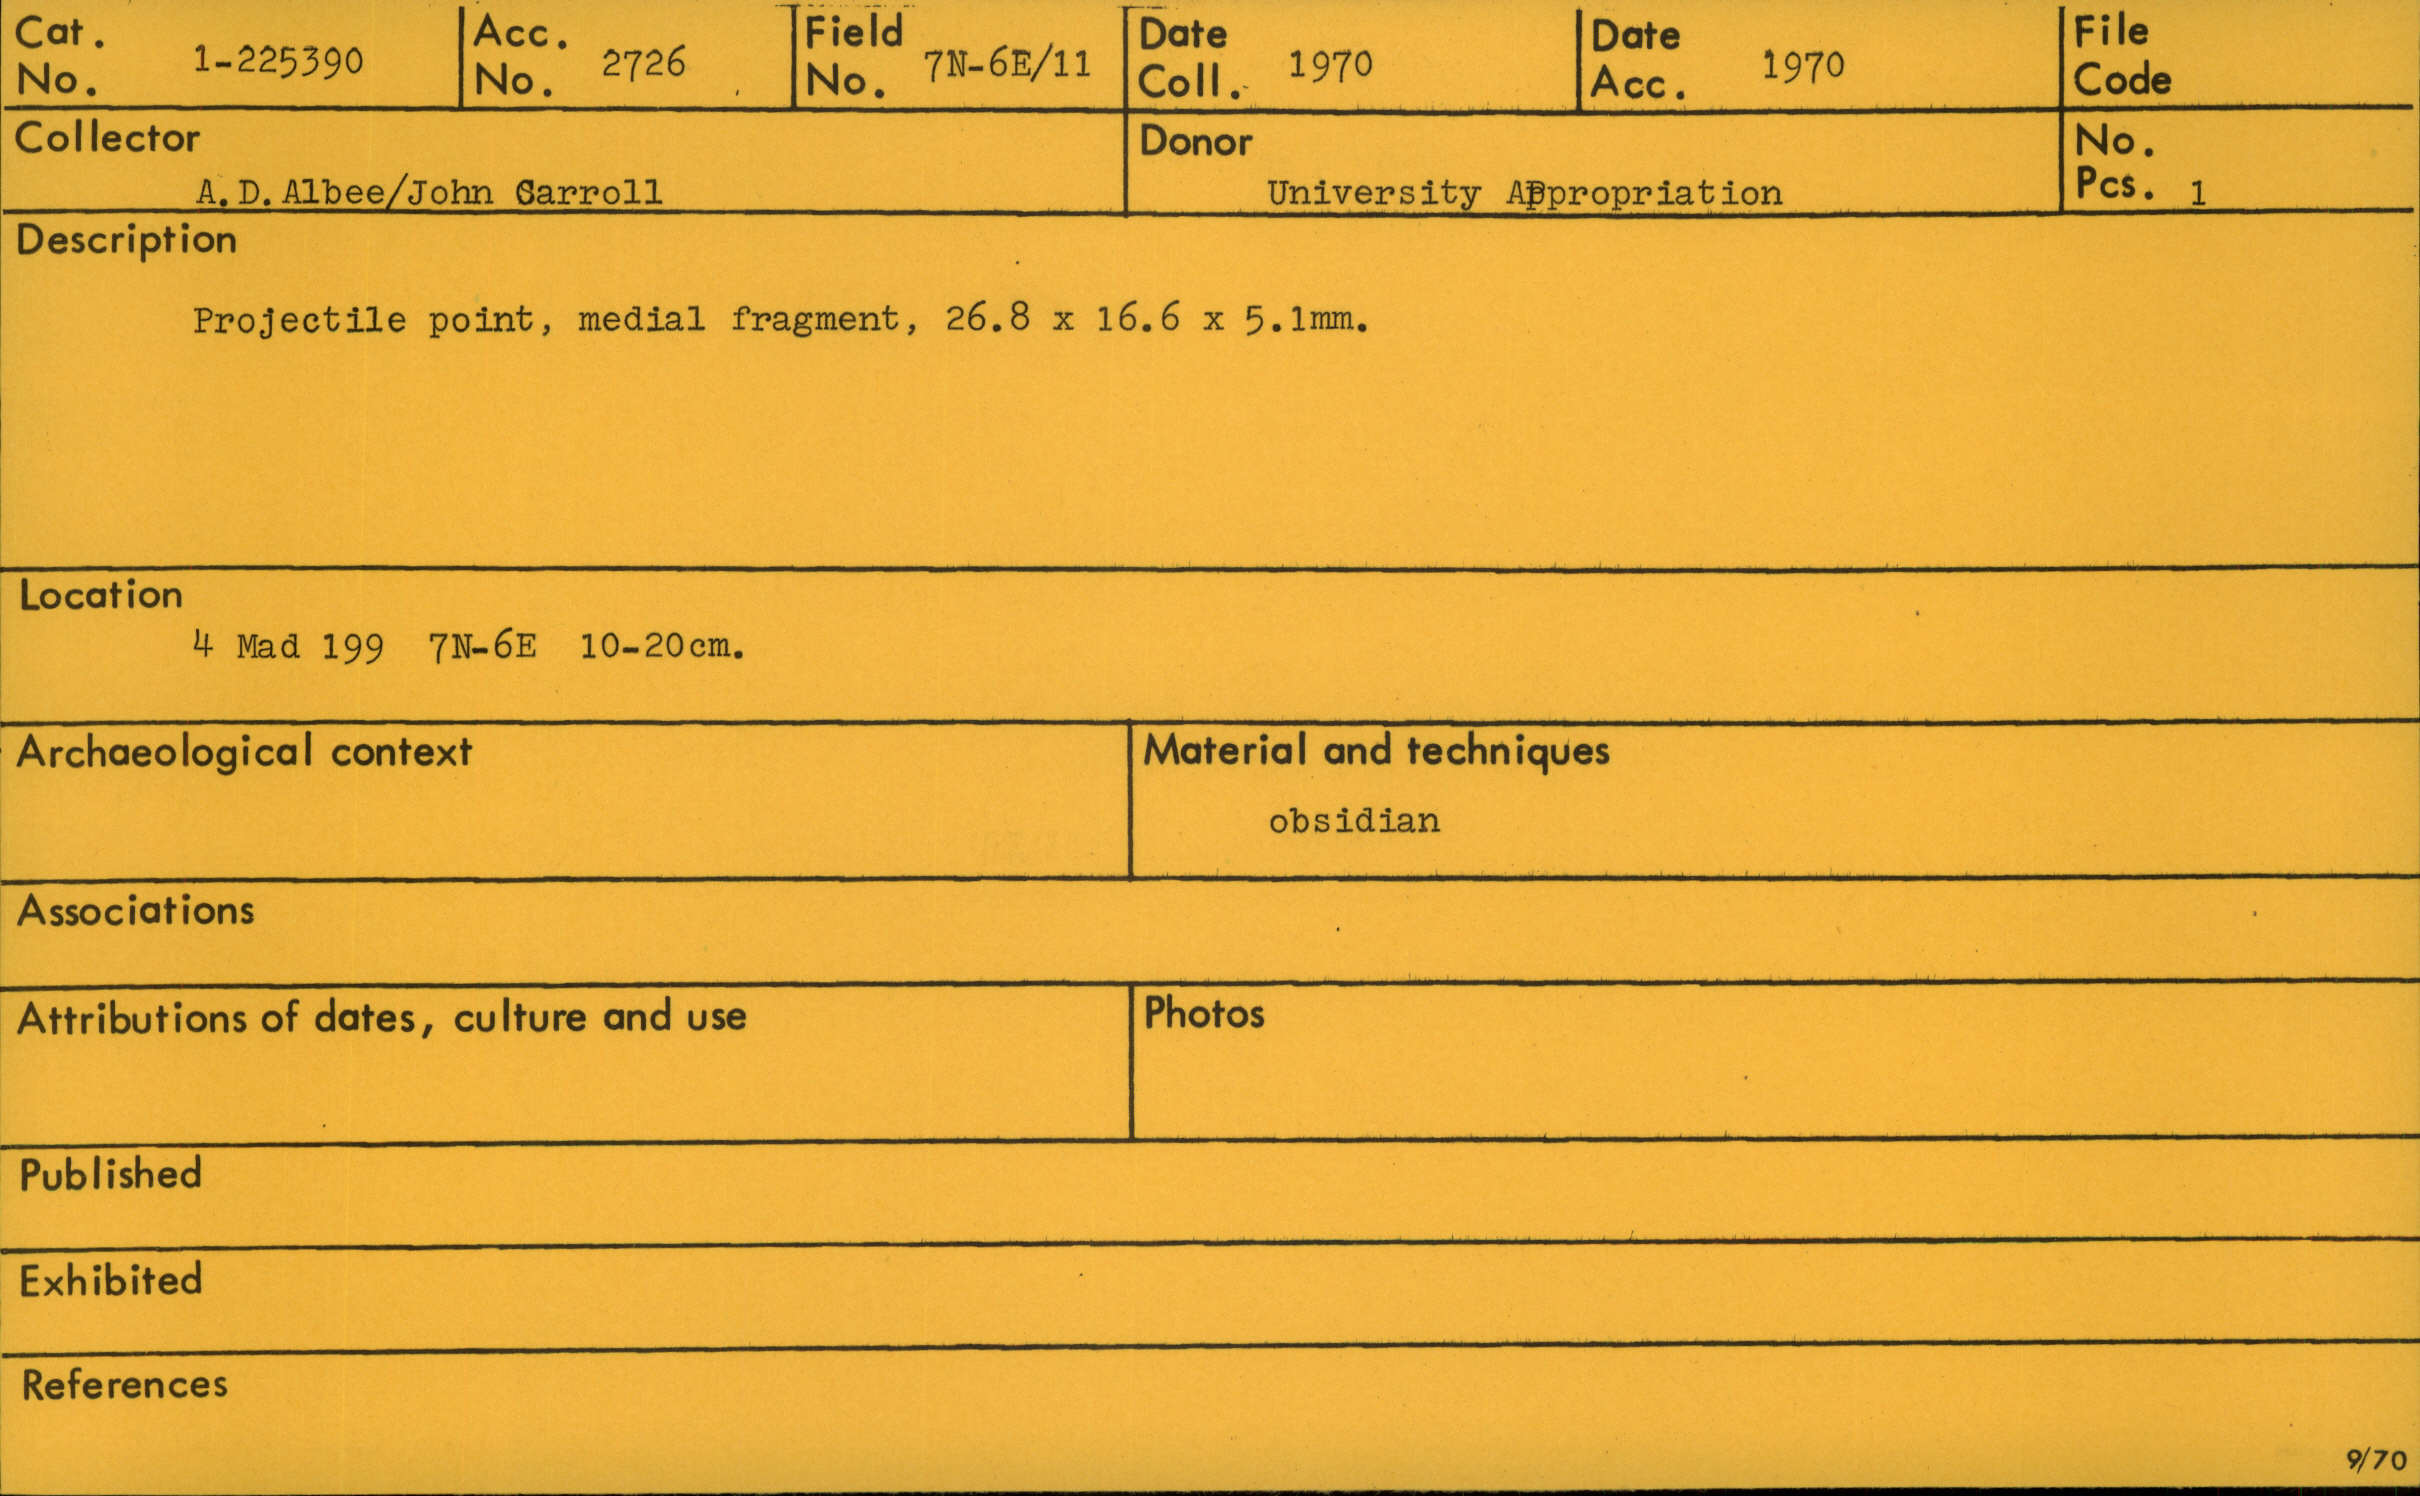 Cat. No. 1-225390 Acc. No. 2726 Field No. 7N-6E/11 Date Coll. 1970 Date Acc. 1970 File Code
Collector Donor No. Pcs. 1
A.D.Albee/John Carroll University Appropriation
Description
Projectile point, medial fragment, 26.8 x 16.6 x 5.1mm.
Location
4 Mad 199 7N-6E 10-20cm.
Archaeological context Material and techniques
obsidian
Associations
Attributions of dates, culture and use Photos
Published
Exhibited
References
9/70